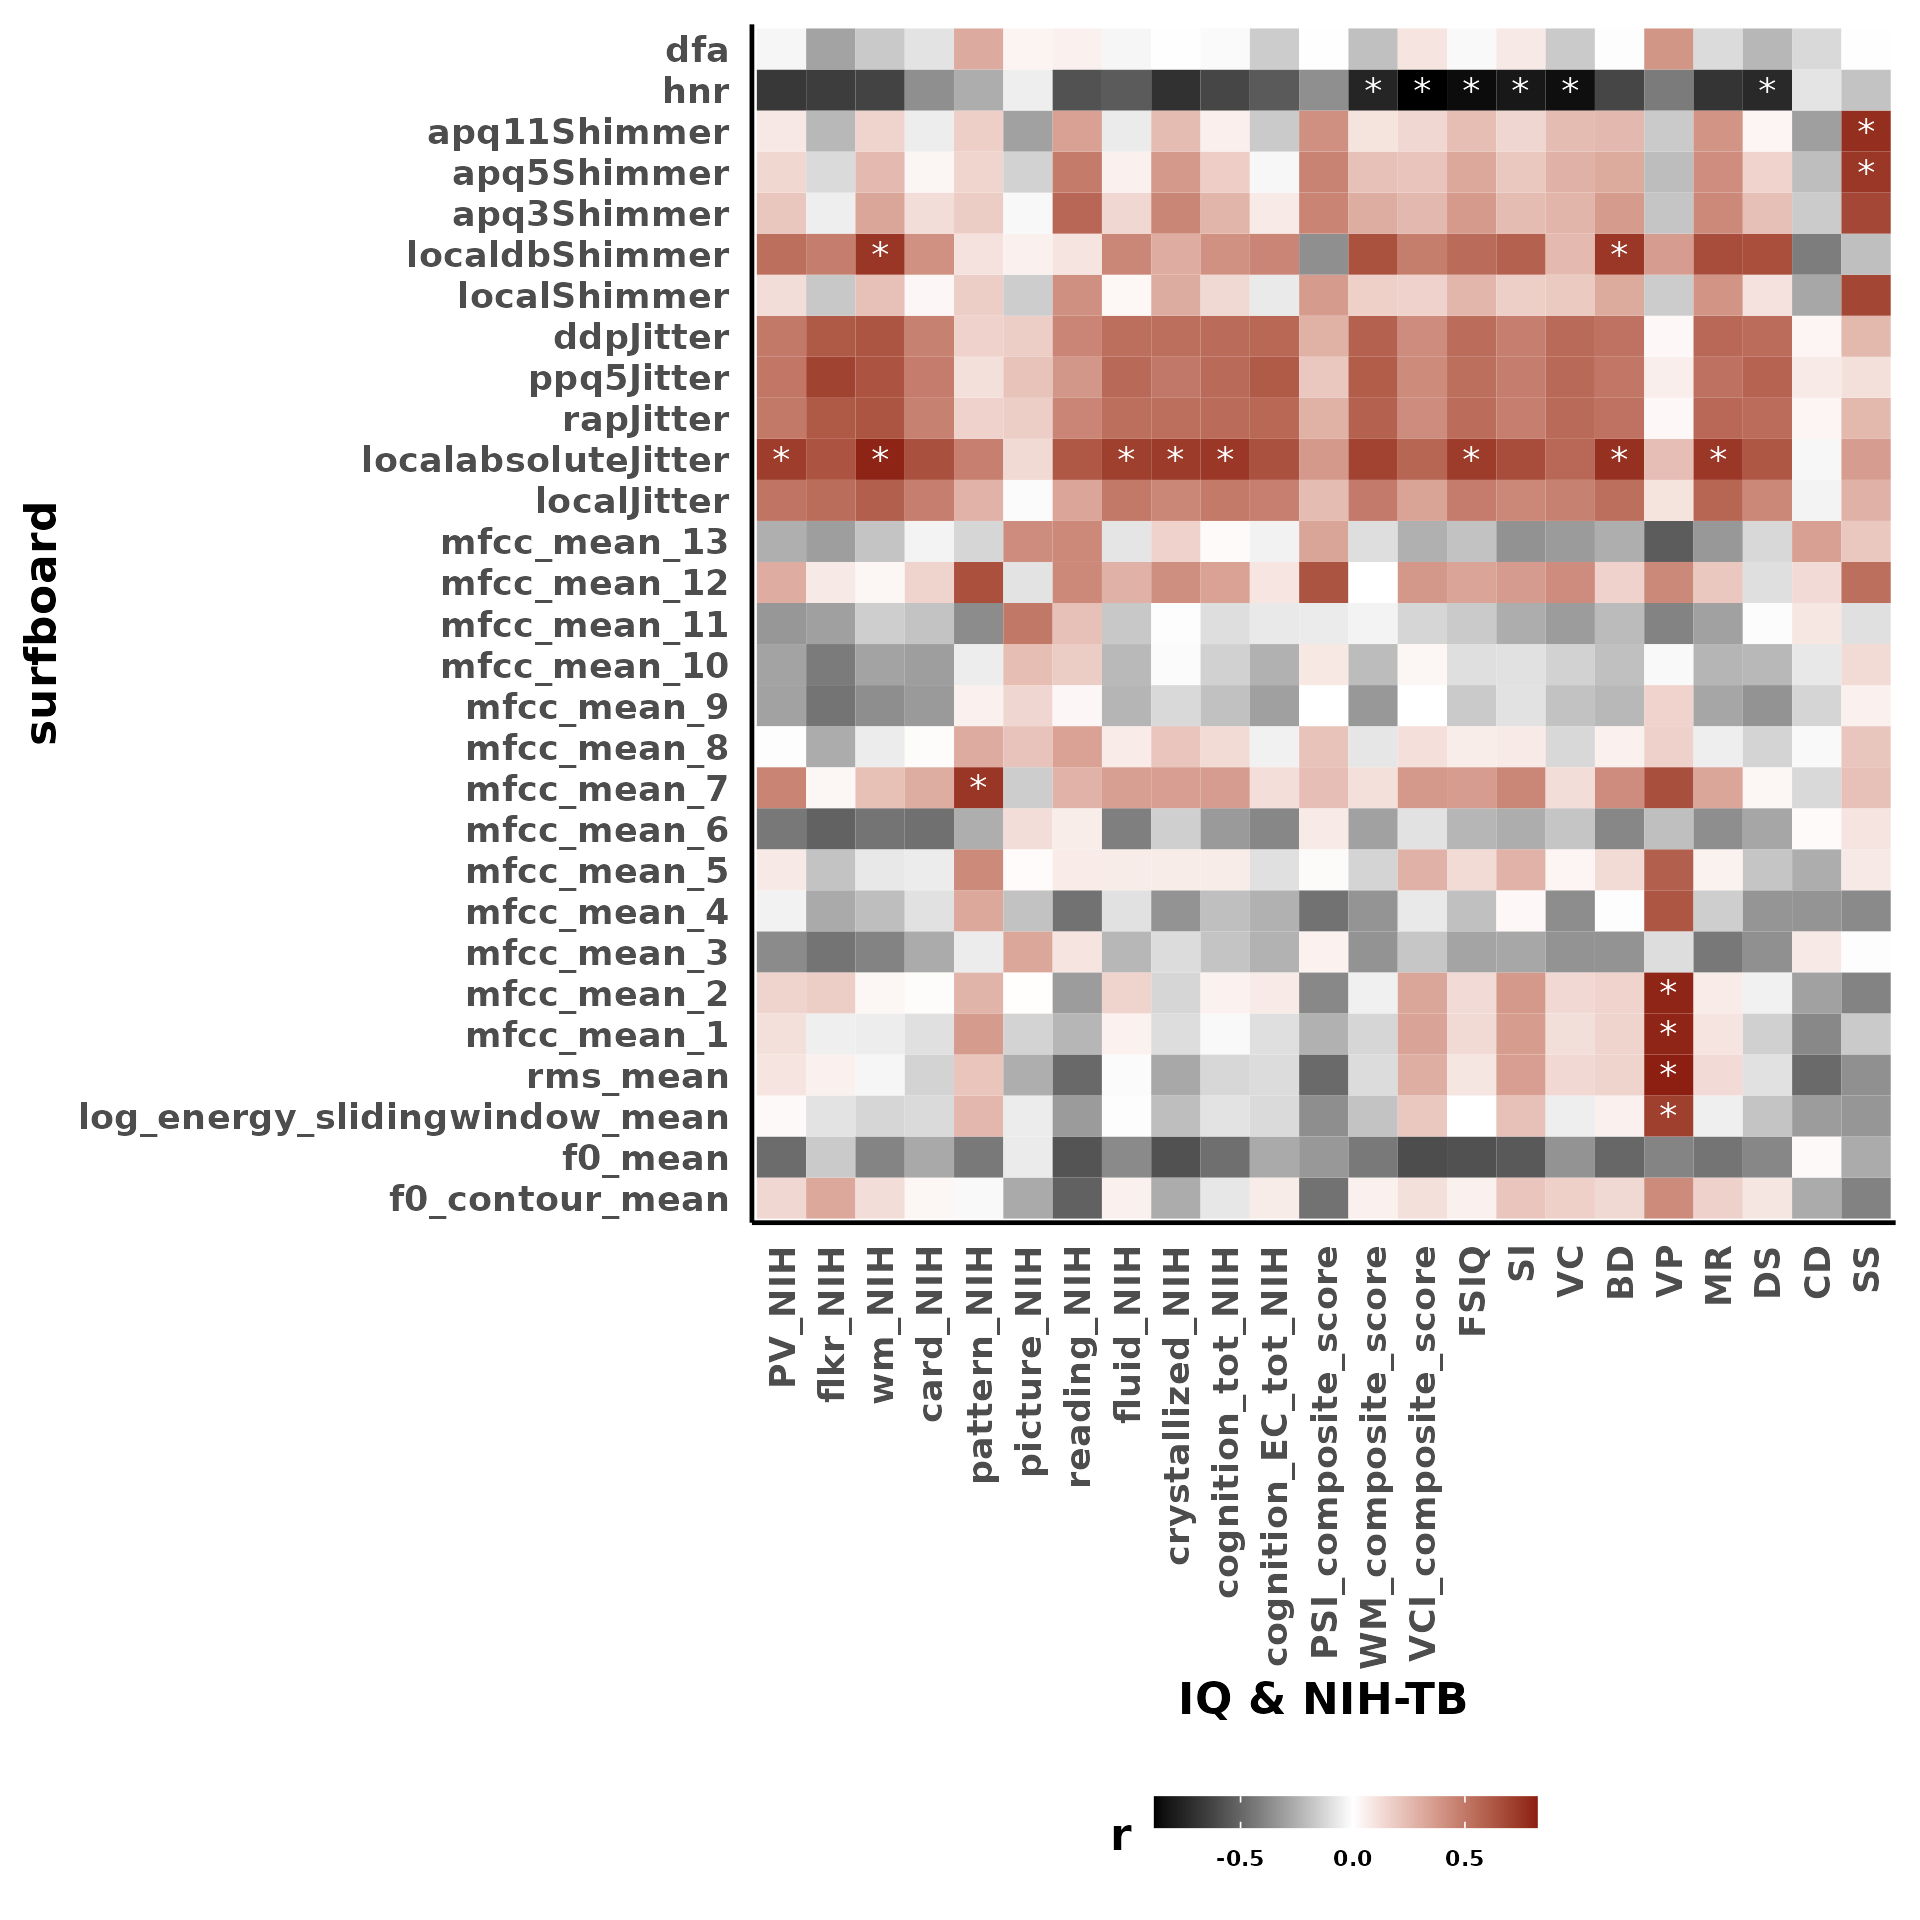 dfa
hnr
apq11Shimmer
apq5Shimmer
apq3Shimmer
localdbShimmer
localShimmer
ddpJitter
ppq5Jitter
rapJitter
localabsoluteJitter
localJitter
mfcc_mean_13
mfcc_mean_12
mfcc_mean_11
mfcc_mean_10
mfcc_mean_9
mfcc_mean_8
mfcc_mean_7
mfcc_mean_6
mfcc_mean_5
mfcc_mean_4
mfcc_mean_3
mfcc_mean_2
mfcc_mean_1
rms_mean
log_energy_slidingwindow_mean
f0_mean
f0_contour_mean
surfboard
* * * * * *
*
*
* *
* * * * * * * *
*
*
*
*
*
PV_NIH
flkr_NIH
wm_NIH
card_NIH
pattern_NIH
picture_NIH
reading_NIH
fluid_NIH
crystallized_NIH
cognition_tot_NIH
cognition_EC_tot_NIH
PSI_composite_score
WM_composite_score
VCI_composite_score
FSIQ
SI
VC
BD
VP
MR
DS
CD
SS
IQ & NIH-TB
r
-0.5 0.0 0.5